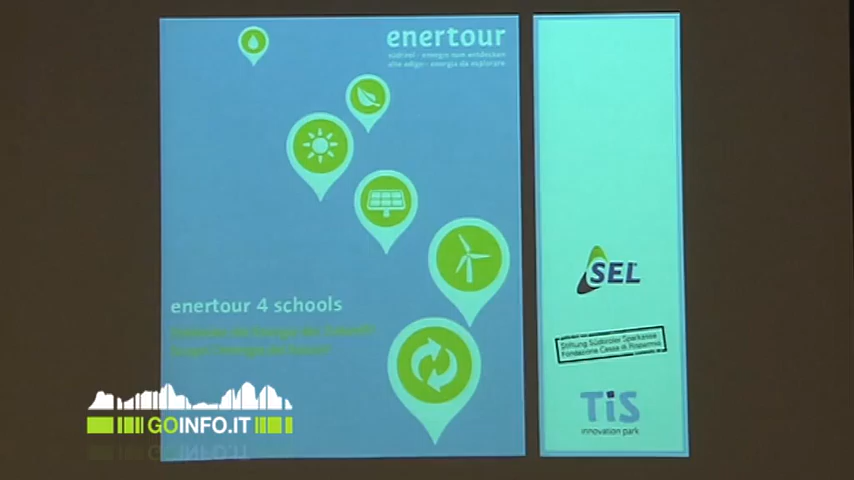 enertour
südtirol - energie zum entdecken
alto adige - energia da esplorare
enertour 4 schools
SEL
Stiftung Südtiroler Sparkasse
Fondazione Cassa di Risparmio
TiS
innovation park
GOINFO.IT